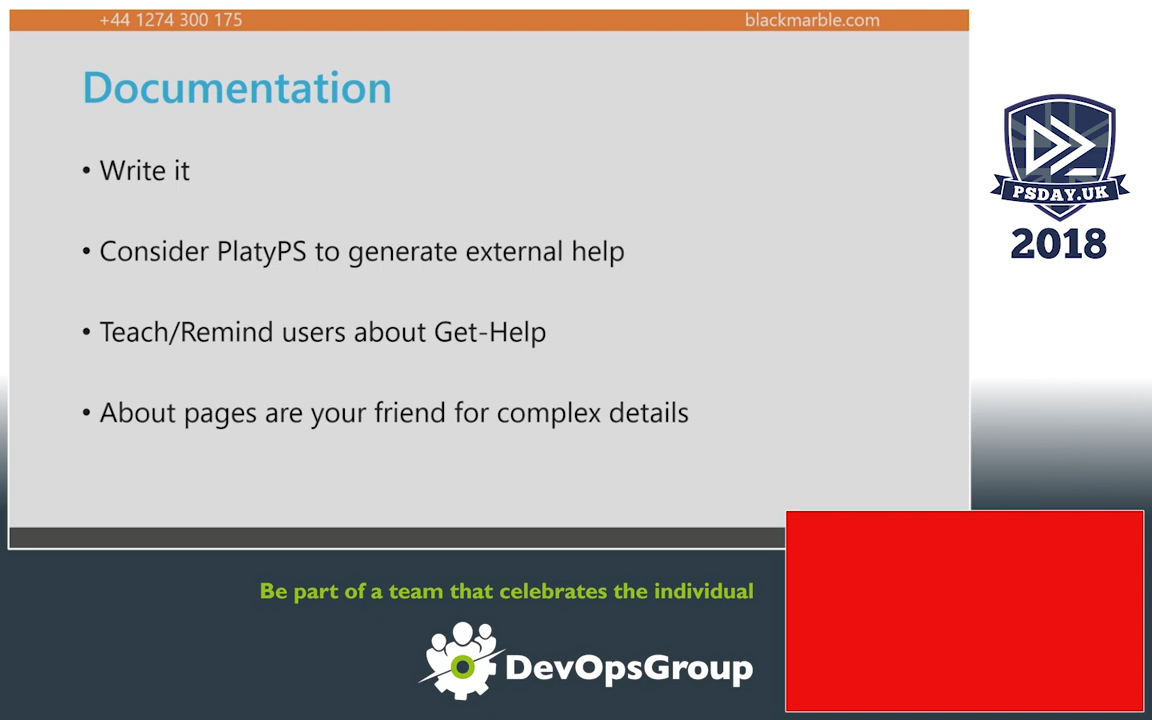 +44 1274 300 175
blackmarble.com
Documentation
• Write it
• Consider PlatyPS to generate external help
• Teach/Remind users about Get-Help
• About pages are your friend for complex details
PSDAY.UK
2018
Be part of a team that celebrates the individual
DevOpsGroup